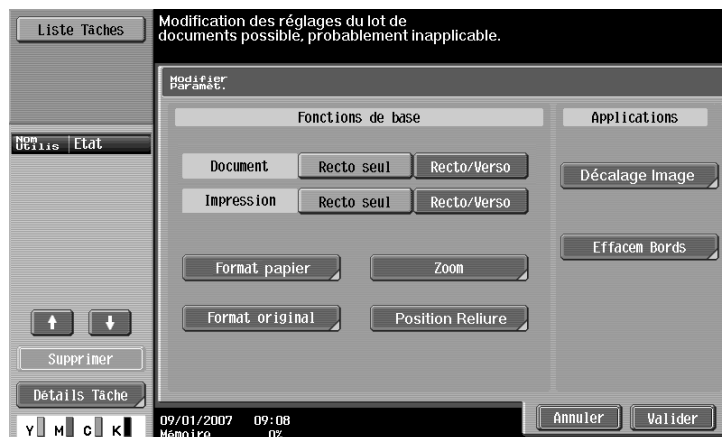 Liste Tâches
Modification des réglages du lot de
documents possible, probablement inapplicable.
Modifier
Paramèt.
Fonctions de base
Applications
Nom
Utilis
Etat
Document
Recto seul
Recto/Verso
Décalage Image
Impression
Recto seul
Recto/Verso
Effacem Bords
Format papier
Zoom
Format original
Position Reliure
Supprimer
Détails Tâche
Annuler
Valider
Y M C K
09/01/2007 09:08
Mémoire 0%